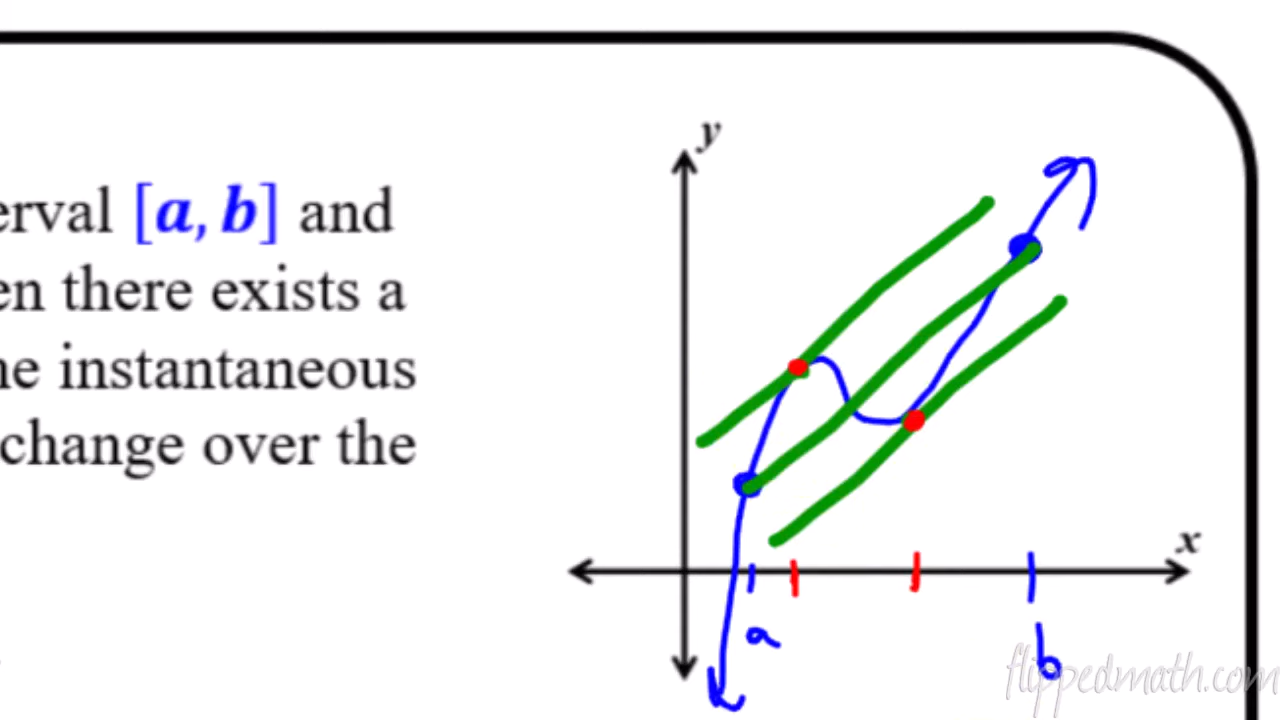 erval [a, b] and
en there exists a
he instantaneous
change over the
y
x
a
b
flippedmath.com